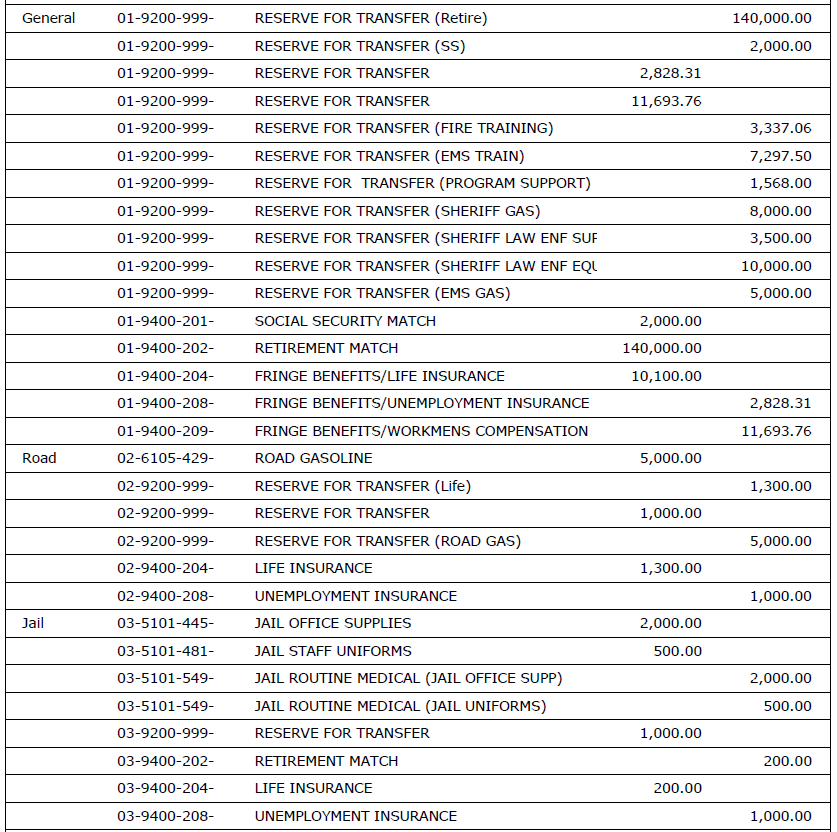 General 01-9200-999- RESERVE FOR TRANSFER (Retire) 140,000.00
01-9200-999- RESERVE FOR TRANSFER (SS) 2,000.00
01-9200-999- RESERVE FOR TRANSFER 2,828.31
01-9200-999- RESERVE FOR TRANSFER 11,693.76
01-9200-999- RESERVE FOR TRANSFER (FIRE TRAINING) 3,337.06
01-9200-999- RESERVE FOR TRANSFER (EMS TRAIN) 7,297.50
01-9200-999- RESERVE FOR  TRANSFER (PROGRAM SUPPORT) 1,568.00
01-9200-999- RESERVE FOR TRANSFER (SHERIFF GAS) 8,000.00
01-9200-999- RESERVE FOR TRANSFER (SHERIFF LAW ENF SUP 3,500.00
01-9200-999- RESERVE FOR TRANSFER (SHERIFF LAW ENF EQU 10,000.00
01-9200-999- RESERVE FOR TRANSFER (EMS GAS) 5,000.00
01-9400-201- SOCIAL SECURITY MATCH 2,000.00
01-9400-202- RETIREMENT MATCH 140,000.00
01-9400-204- FRINGE BENEFITS/LIFE INSURANCE 10,100.00
01-9400-208- FRINGE BENEFITS/UNEMPLOYMENT INSURANCE 2,828.31
01-9400-209- FRINGE BENEFITS/WORKMENS COMPENSATION 11,693.76
Road 02-6105-429- ROAD GASOLINE 5,000.00
02-9200-999- RESERVE FOR TRANSFER (Life) 1,300.00
02-9200-999- RESERVE FOR TRANSFER 1,000.00
02-9200-999- RESERVE FOR TRANSFER (ROAD GAS) 5,000.00
02-9400-204- LIFE INSURANCE 1,300.00
02-9400-208- UNEMPLOYMENT INSURANCE 1,000.00
Jail 03-5101-445- JAIL OFFICE SUPPLIES 2,000.00
03-5101-481- JAIL STAFF UNIFORMS 500.00
03-5101-549- JAIL ROUTINE MEDICAL (JAIL OFFICE SUPP) 2,000.00
03-5101-549- JAIL ROUTINE MEDICAL (JAIL UNIFORMS) 500.00
03-9200-999- RESERVE FOR TRANSFER 1,000.00
03-9400-202- RETIREMENT MATCH 200.00
03-9400-204- LIFE INSURANCE 200.00
03-9400-208- UNEMPLOYMENT INSURANCE 1,000.00